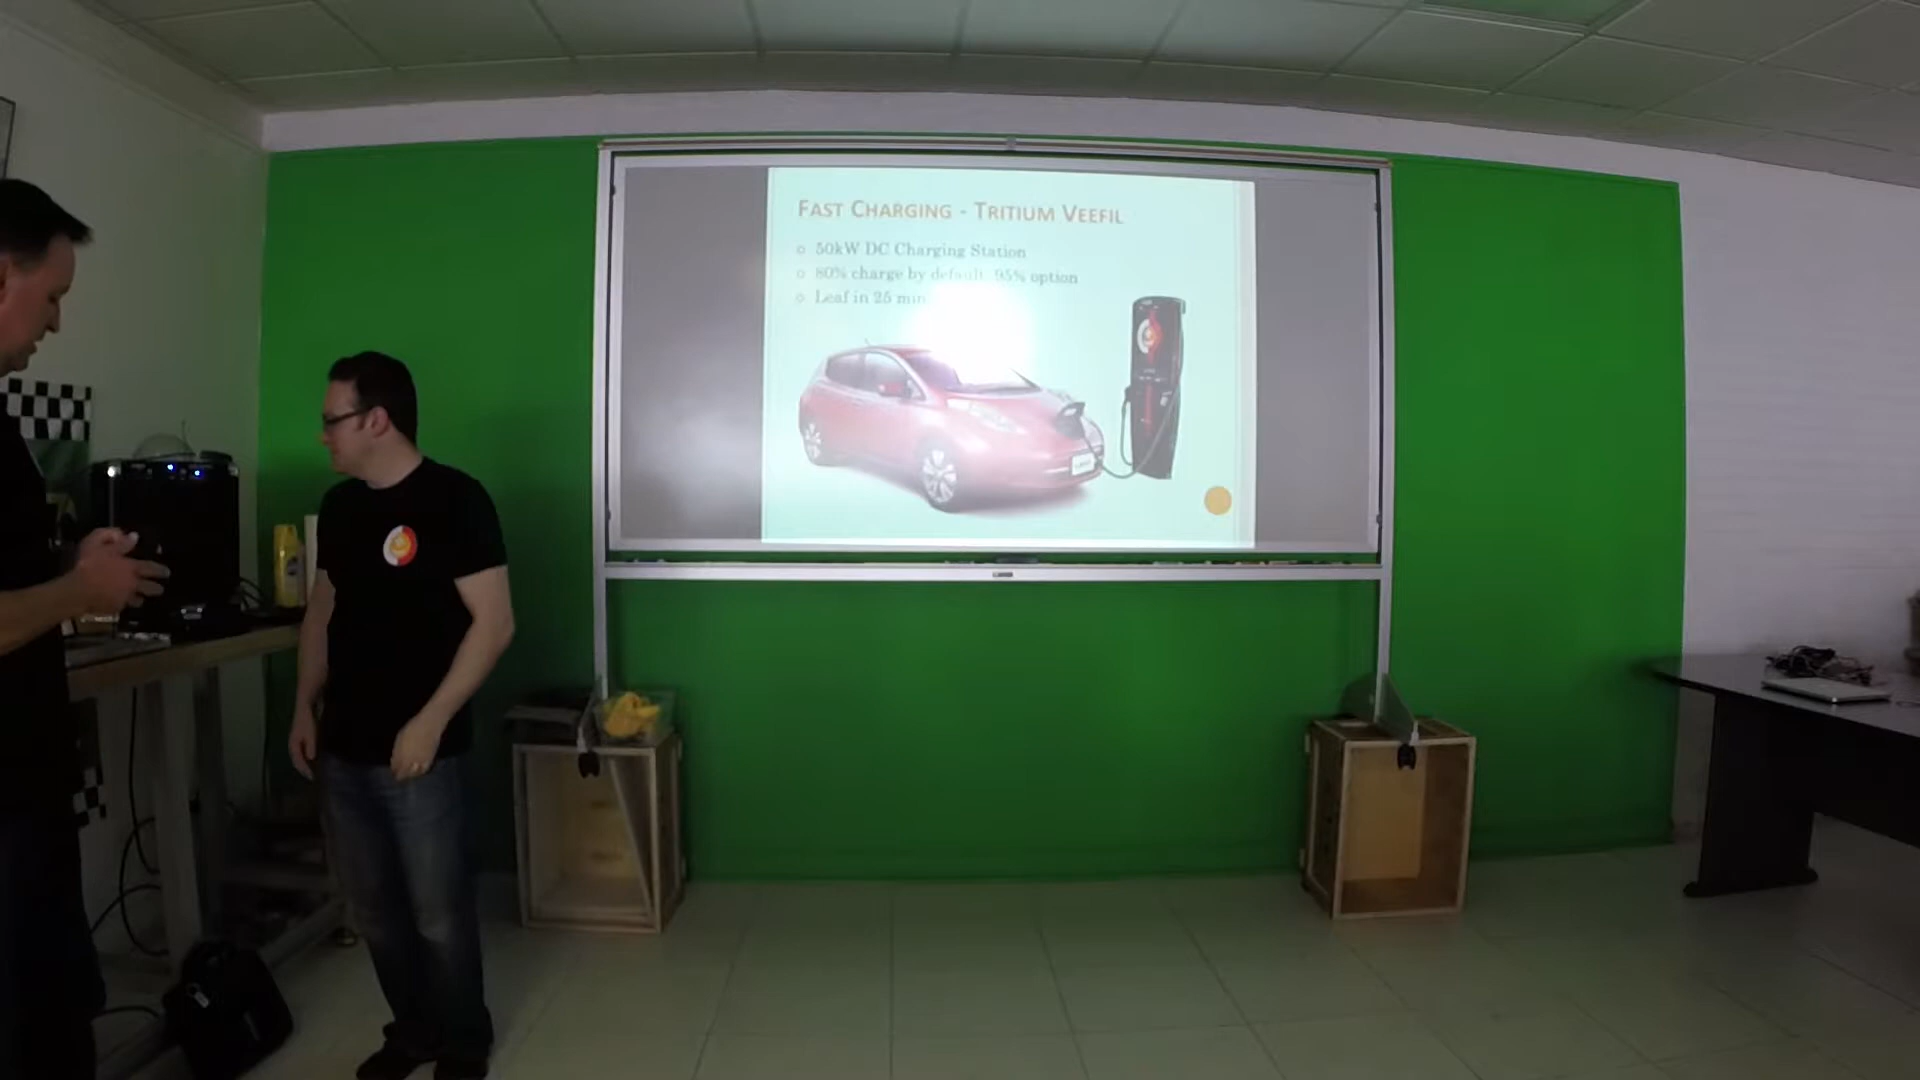 FAST CHARGING - TRITIUM VEEFIL
50kW DC Charging Station
80% charge by default, 95% option
Leaf in 25 min